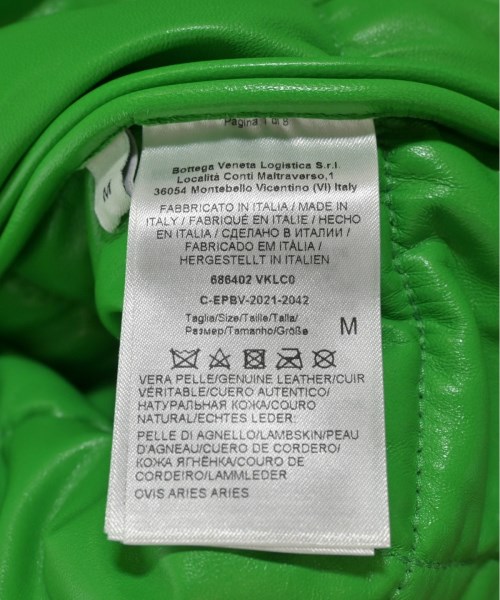 Pagina 1 di 8
Bottega Veneta Logistica S.r.l.
Località Conti Maltraverso,1
36054 Montebello Vicentino (VI) Italy
FABBRICATO IN ITALIA / MADE IN
ITALY / FABRIQUÉ EN ITALIE / HECHO
EN ITALIA / СДЕЛАНО В ИТАЛИИ /
FABRICADO EM ITÁLIA /
HERGESTELLT IN ITALIEN
686402 VKLC0
C-EPBV-2021-2042
Taglia/Size/Taille/Talla/
Размер/Tamanho/Größe
M
VERA PELLE/GENUINE LEATHER/CUIR
VÉRITABLE/CUERO AUTENTICO/
НАТУРАЛЬНАЯ КОЖА/COURO
NATURAL/ECHTES LEDER:
PELLE DI AGNELLO/LAMBSKIN/PEAU
D'AGNEAU/CUERO DE CORDERO/
КОЖА ЯГНЁНКА/COURO DE
CORDEIRO/LAMMLEDER
OVIS ARIES ARIES
M